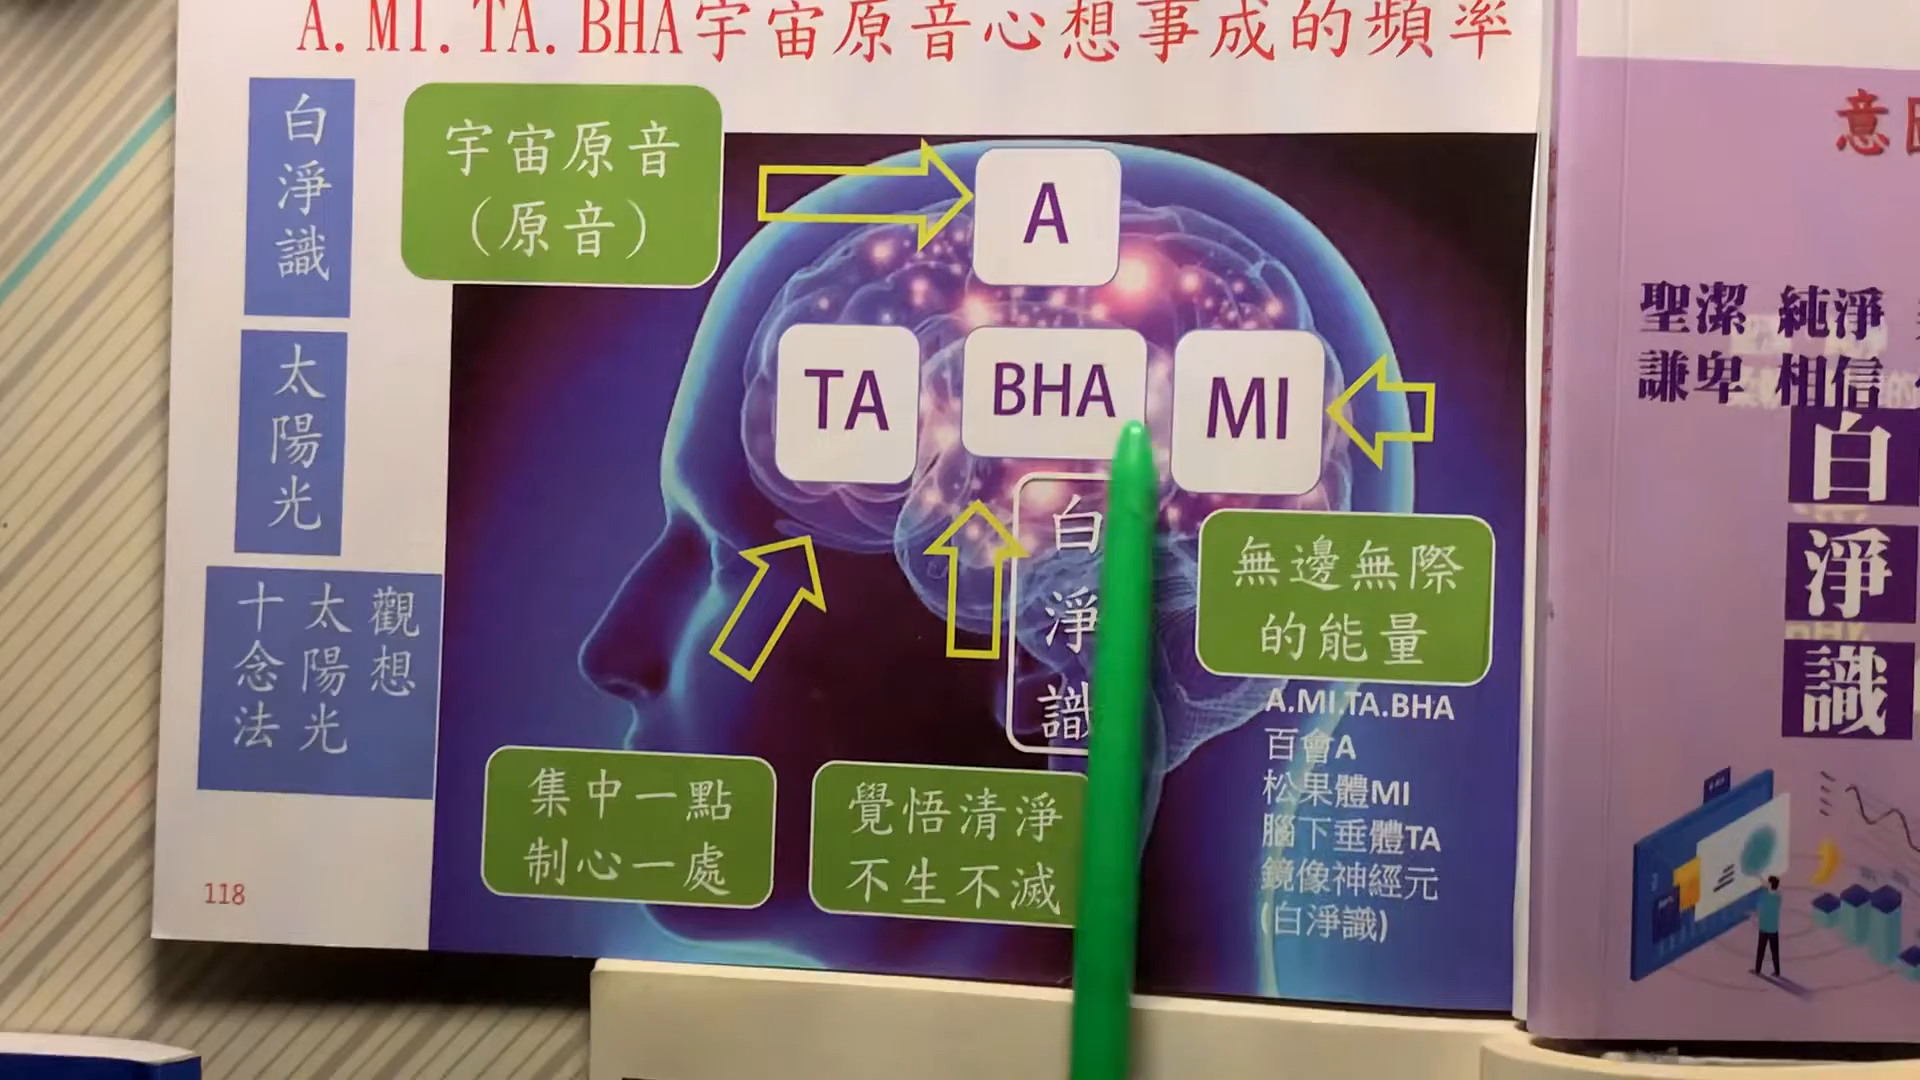 A.MI.TA.BHA宇宙原音心想事成的頻率
白淨識
太陽光
觀想
太陽光
十念法
宇宙原音
(原音)
A
TA
BHA
MI
白淨識
無邊無際
的能量
集中一點
制心一處
覺悟清淨
不生不滅
A.MI.TA.BHA
百會A
松果體MI
腦下垂體TA
鏡像神經元
(白淨識)
118
意
聖潔 純淨
謙卑 相信
白
淨
識